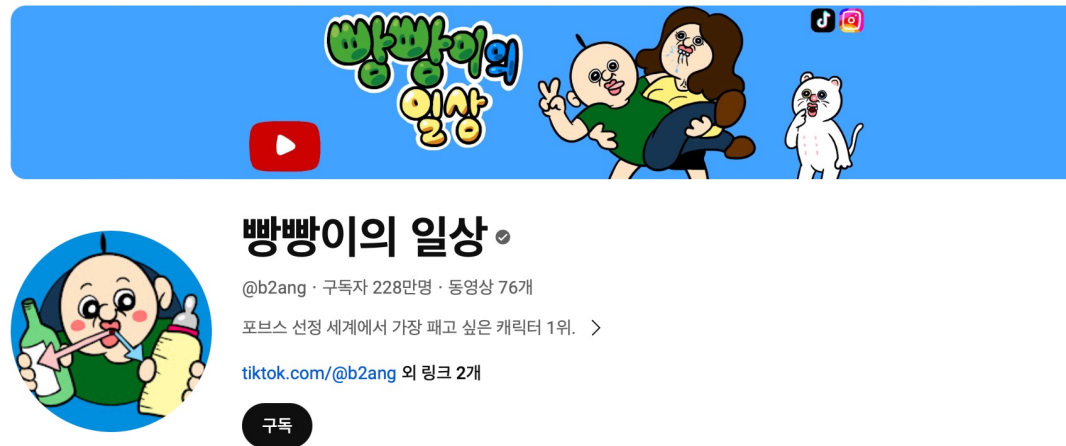 빵빵이의
일상
빵빵이의 일상
@b2ang · 구독자 228만명 · 동영상 76개
포브스 선정 세계에서 가장 패고 싶은 캐릭터 1위.
tiktok.com/@b2ang 외 링크 2개
구독